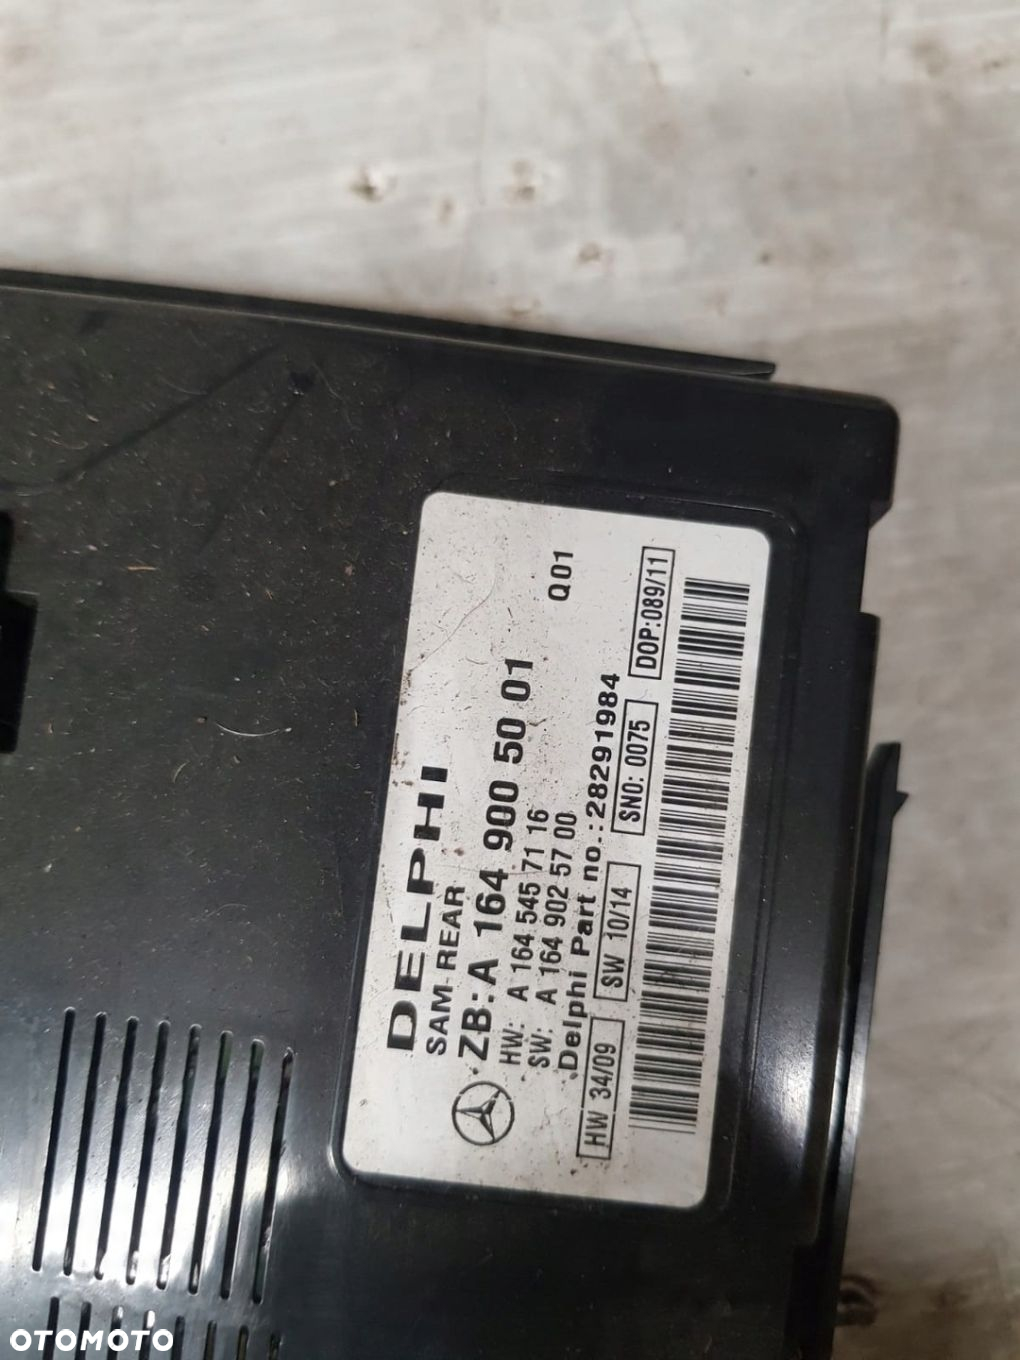 DELPHI
SAM-REAR
ZB: A 164 900 50 01
HW: A 164 545 71 16 Q01
SW: A 164 902 57 00
Delphi Part no.: 28291984
HW 34/09 SW 10/14 SNO: 0075 DOP:089/11
OTOMOTO